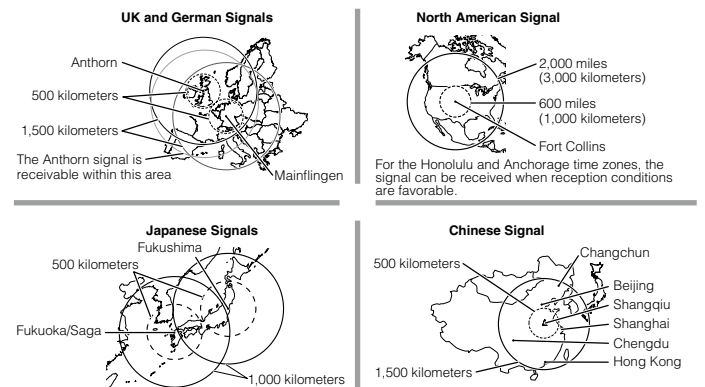 UK and German Signals
Anthorn
500 kilometers
1,500 kilometers
The Anthorn signal is
receivable within this area
Mainflingen
North American Signal
2,000 miles
(3,000 kilometers)
600 miles
(1,000 kilometers)
Fort Collins
For the Honolulu and Anchorage time zones, the
signal can be received when reception conditions
are favorable.
Japanese Signals
Fukushima
500 kilometers
Fukuoka/Saga
1,000 kilometers
Chinese Signal
Changchun
500 kilometers
Beijing
Shangqiu
Shanghai
Chengdu
Hong Kong
1,500 kilometers